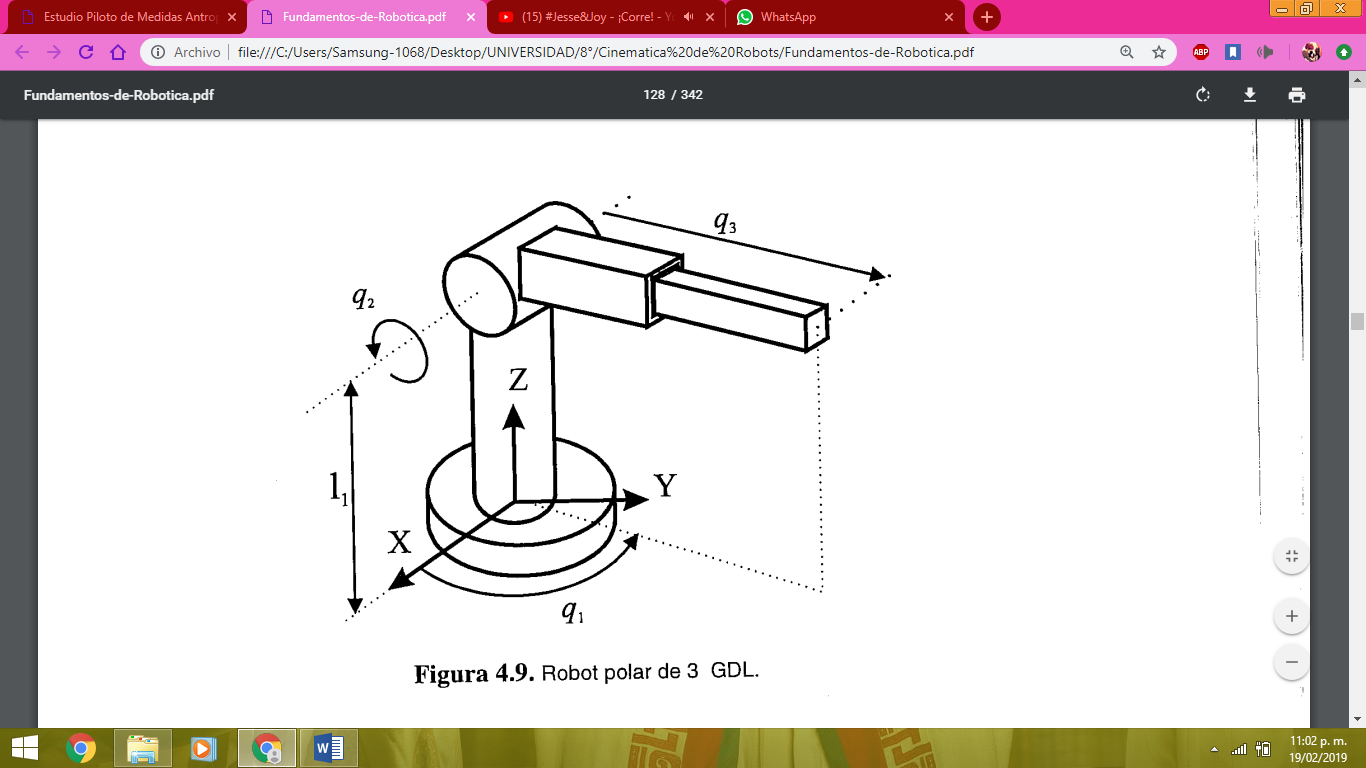 Estudio Piloto de Medidas Antrop
Fundamentos-de-Robotica.pdf
(15) #Jesse&Joy - ¡Corre! - Yo
WhatsApp
Archivo
file:///C:/Users/Samsung-1068/Desktop/UNIVERSIDAD/8°/Cinematica%20de%20Robots/Fundamentos-de-Robotica.pdf
ABP
Fundamentos-de-Robotica.pdf
128 / 342
q₃
q₂
Z
l₁
Y
X
q₁
Figura 4.9. Robot polar de 3 GDL.
11:02 p. m.
19/02/2019